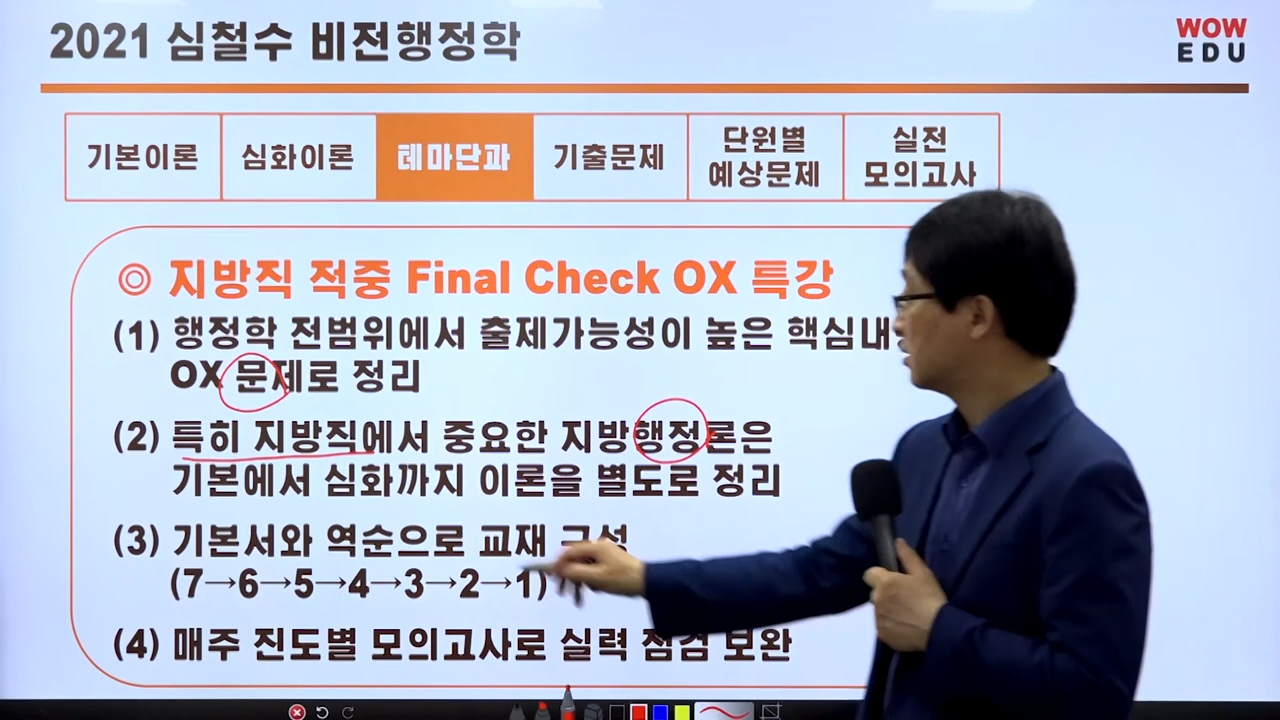 2021 심철수 비전행정학
WOW
EDU
기본이론
심화이론
테마단과
기출문제
단원별
예상문제
실전
모의고사
◎ 지방직 적중 Final Check OX 특강
(1) 행정학 전범위에서 출제가능성이 높은 핵심내
OX 문제로 정리
(2) 특히 지방직에서 중요한 지방행정론은
기본에서 심화까지 이론을 별도로 정리
(3) 기본서와 역순으로 교재 구성
(7→6→5→4→3→2→1)
(4) 매주 진도별 모의고사로 실력 점검 보완